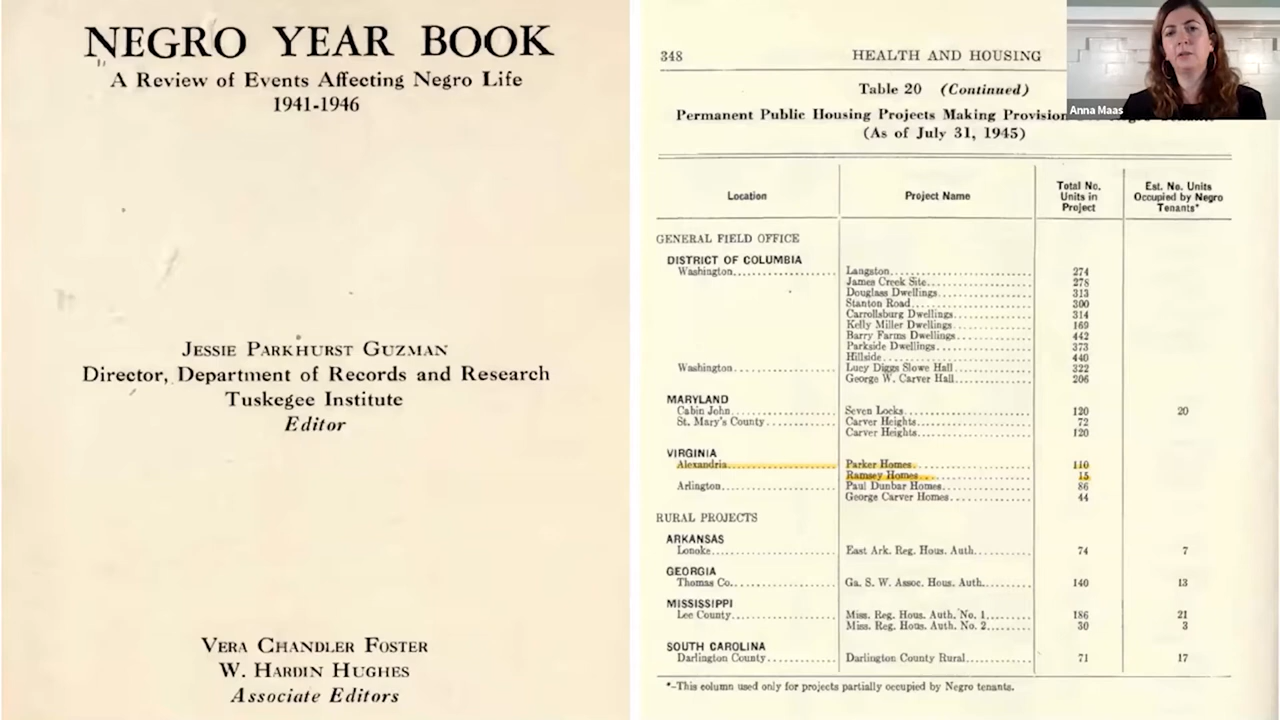 NEGRO YEAR BOOK
A Review of Events Affecting Negro Life
1941-1946
JESSIE PARKHURST GUZMAN
Director, Department of Records and Research
Tuskegee Institute
Editor
VERA CHANDLER FOSTER
W. HARDIN HUGHES
Associate Editors
348 HEALTH AND HOUSING
Table 20 (Continued)
Permanent Public Housing Projects Making Provision
(As of July 31, 1945)
Anna Maas
Location Project Name Total No. Units in Project Est. No. Units Occupied by Negro Tenants*
GENERAL FIELD OFFICE
DISTRICT OF COLUMBIA
Washington Langston 274
James Creek Site 278
Douglass Dwellings 313
Stanton Road 300
Carrollsburg Dwellings 314
Kelly Miller Dwellings 169
Barry Farms Dwellings 442
Parkside Dwellings 373
Hillside 440
Washington Lucy Diggs Slowe Hall 322
George W. Carver Hall 206
MARYLAND
Cabin John Seven Locks 120 20
St. Mary's County Carver Heights 72
Carver Heights 120
VIRGINIA
Alexandria Parker Homes 110
Ramsey Homes 15
Arlington Paul Dunbar Homes 86
George Carver Homes 44
RURAL PROJECTS
ARKANSAS
Lonoke East Ark. Reg. Hous. Auth. 74 7
GEORGIA
Thomas Co. Ga. S. W. Assoc. Hous. Auth. 140 13
MISSISSIPPI
Lee County Miss. Reg. Hous. Auth. No. 1 186 21
Miss. Reg. Hous. Auth. No. 2 30 3
SOUTH CAROLINA
Darlington County Darlington County Rural 71 17
*-This column used only for projects partially occupied by Negro tenants.